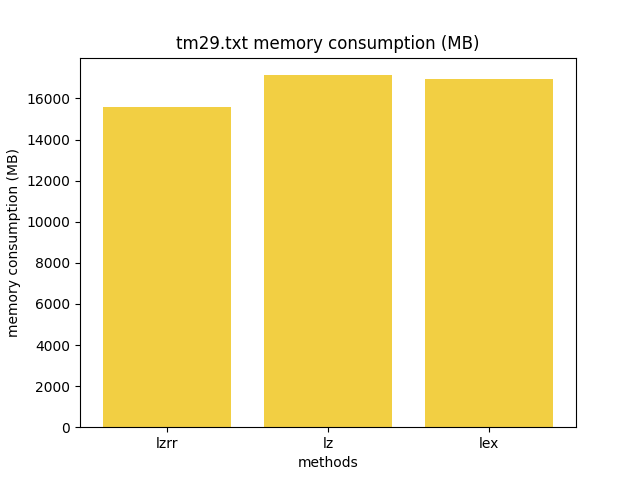 tm29.txt memory consumption (MB)
memory consumption (MB)
16000
14000
12000
10000
8000
6000
4000
2000
0
lzrr lz lex
methods